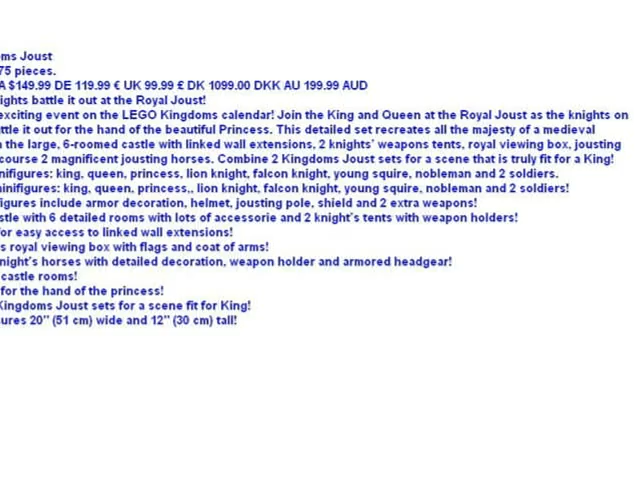 ms Joust
75 pieces.
A $149.99 DE 119.99 € UK 99.99 £ DK 1099.00 DKK AU 199.99 AUD
ights battle it out at the Royal Joust!
exciting event on the LEGO Kingdoms calendar! Join the King and Queen at the Royal Joust as the knights on
ttle it out for the hand of the beautiful Princess. This detailed set recreates all the majesty of a medieval
n the large, 6-roomed castle with linked wall extensions, 2 knights' weapons tents, royal viewing box, jousting
course 2 magnificent jousting horses. Combine 2 Kingdoms Joust sets for a scene that is truly fit for a King!
nifigures: king, queen, princess, lion knight, falcon knight, young squire, nobleman and 2 soldiers.
inifigures: king, queen, princess,, lion knight, falcon knight, young squire, nobleman and 2 soldiers!
figures include armor decoration, helmet, jousting pole, shield and 2 extra weapons!
stle with 6 detailed rooms with lots of accessorie and 2 knight's tents with weapon holders!
for easy access to linked wall extensions!
s royal viewing box with flags and coat of arms!
night's horses with detailed decoration, weapon holder and armored headgear!
castle rooms!
for the hand of the princess!
Kingdoms Joust sets for a scene fit for King!
ures 20" (51 cm) wide and 12" (30 cm) tall!